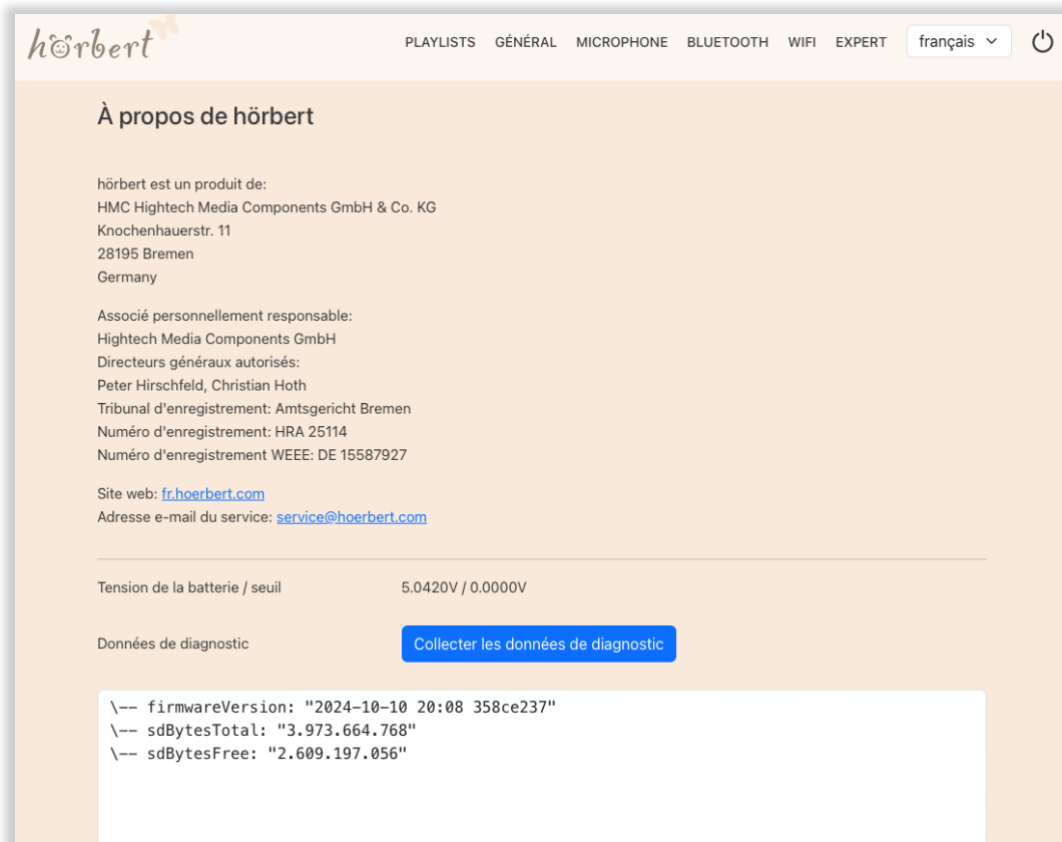 hörbert
PLAYLISTS GÉNÉRAL MICROPHONE BLUETOOTH WIFI EXPERT français
À propos de hörbert
hörbert est un produit de:
HMC Hightech Media Components GmbH & Co. KG
Knochenhauerstr. 11
28195 Bremen
Germany
Associé personnellement responsable:
Hightech Media Components GmbH
Directeurs généraux autorisés:
Peter Hirschfeld, Christian Hoth
Tribunal d'enregistrement: Amtsgericht Bremen
Numéro d'enregistrement: HRA 25114
Numéro d'enregistrement WEEE: DE 15587927
Site web: fr.hoerbert.com
Adresse e-mail du service: service@hoerbert.com
Tension de la batterie / seuil 5.0420V / 0.0000V
Données de diagnostic Collecter les données de diagnostic
\-- firmwareVersion: "2024-10-10 20:08 358ce237"
\-- sdBytesTotal: "3.973.664.768"
\-- sdBytesFree: "2.609.197.056"